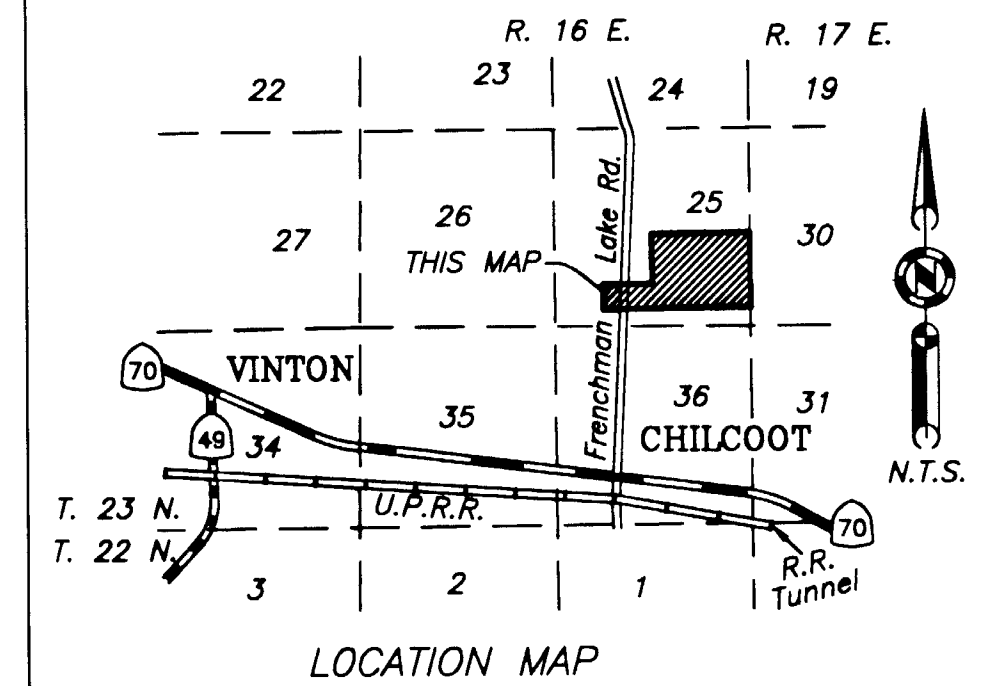 R. 16 E. R. 17 E.
22 23 24 19
Frenchman Lake Rd.
27 26 25 30
THIS MAP
N
70 VINTON
49 34 35 36 31
CHILCOOT
N.T.S.
U.P.R.R.
T. 23 N.
T. 22 N.
70
R.R.
Tunnel
3 2 1
LOCATION MAP